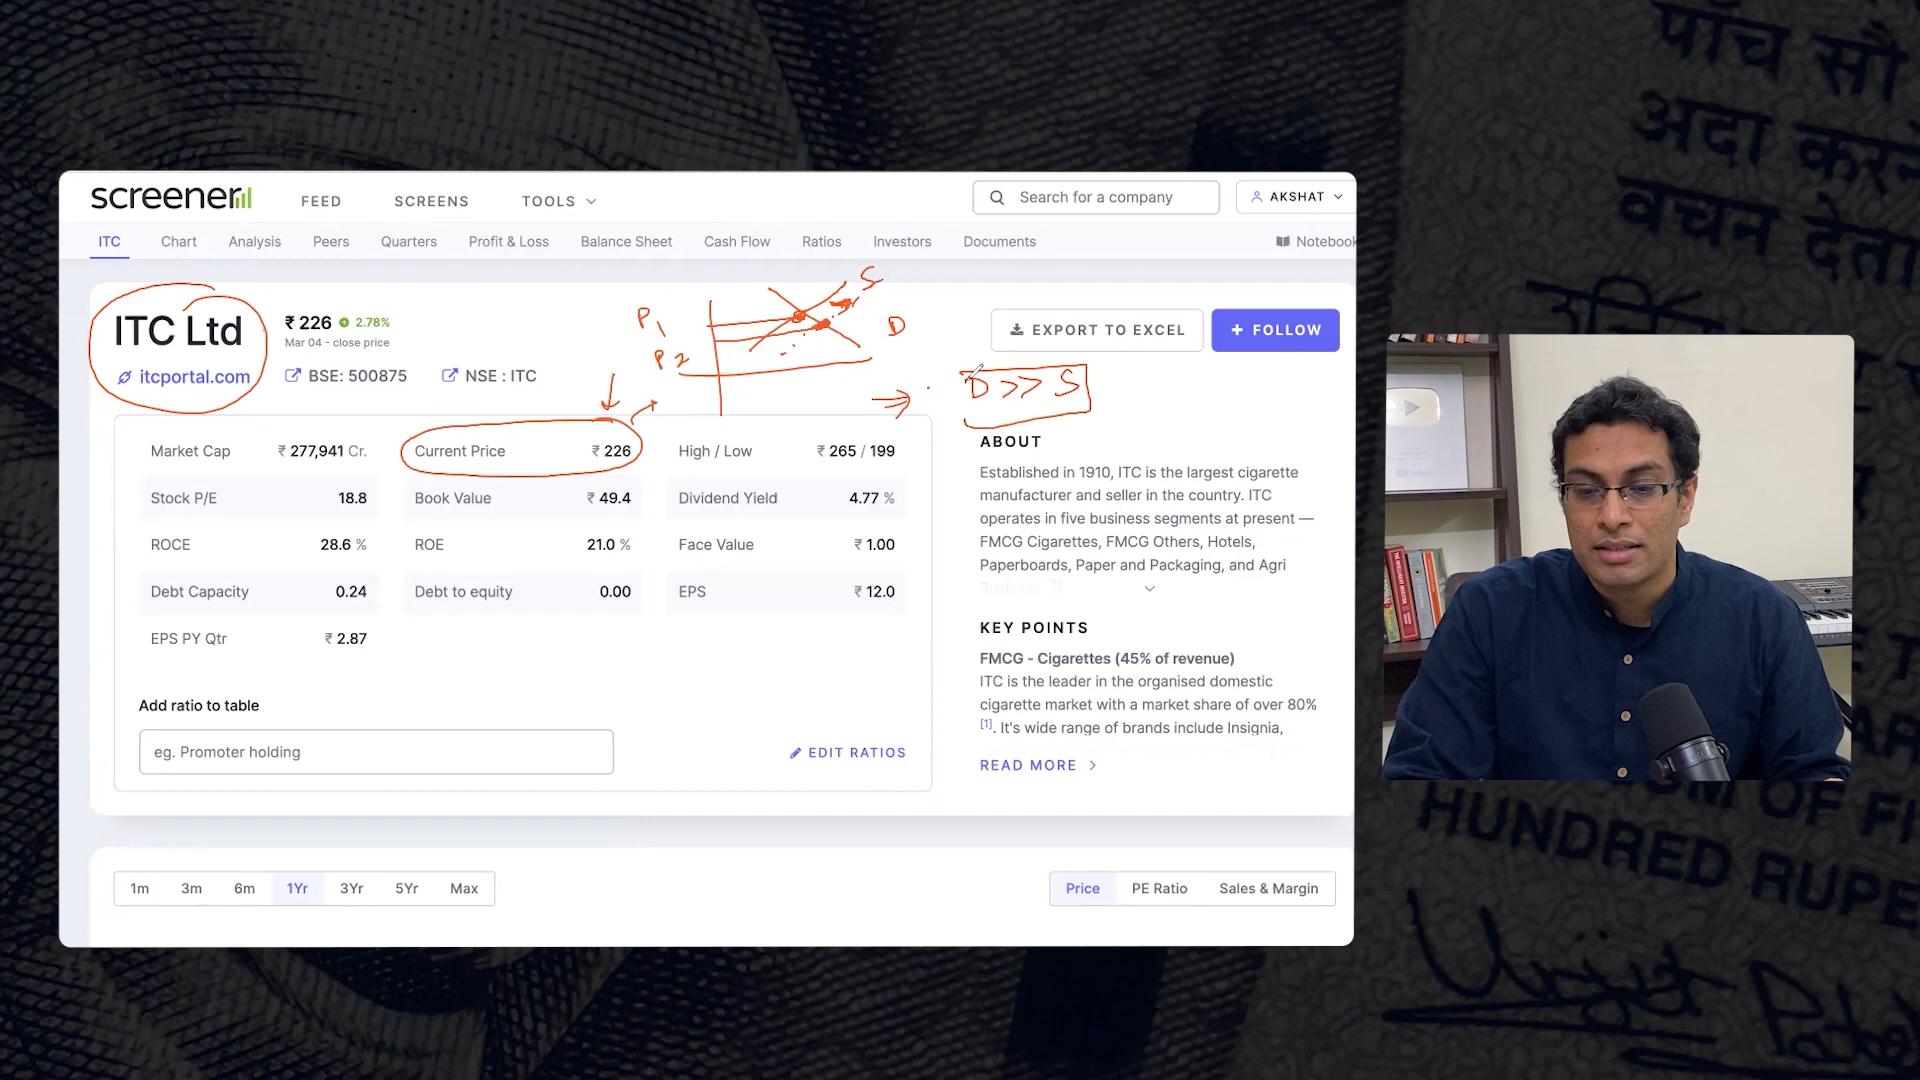 पाँच सौ
अदा करन
वचन देता
screener
FEED
SCREENS
TOOLS
Search for a company
AKSHAT
ITC
Chart
Analysis
Peers
Quarters
Profit & Loss
Balance Sheet
Cash Flow
Ratios
Investors
Documents
Notebook
ITC Ltd
₹ 226
2.78%
Mar 04 - close price
itcportal.com
BSE: 500875
NSE : ITC
P1
P2
S
D
D >> S
EXPORT TO EXCEL
+ FOLLOW
Market Cap ₹ 277,941 Cr.
Current Price ₹ 226
High / Low ₹ 265 / 199
Stock P/E 18.8
Book Value ₹ 49.4
Dividend Yield 4.77 %
ROCE 28.6 %
ROE 21.0 %
Face Value ₹ 1.00
Debt Capacity 0.24
Debt to equity 0.00
EPS ₹ 12.0
EPS PY Qtr ₹ 2.87
Add ratio to table
eg. Promoter holding
EDIT RATIOS
ABOUT
Established in 1910, ITC is the largest cigarette
manufacturer and seller in the country. ITC
operates in five business segments at present —
FMCG Cigarettes, FMCG Others, Hotels,
Paperboards, Paper and Packaging, and Agri
Business. [1]
KEY POINTS
FMCG - Cigarettes (45% of revenue)
ITC is the leader in the organised domestic
cigarette market with a market share of over 80%
[1]. It's wide range of brands include Insignia,
READ MORE
1m
3m
6m
1Yr
3Yr
5Yr
Max
Price
PE Ratio
Sales & Margin
OF FI
HUNDRED RUPE